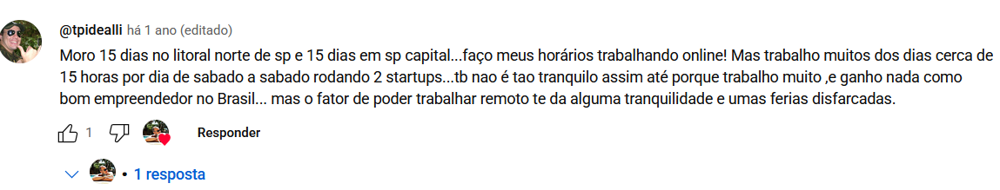 @tpidealli há 1 ano (editado)
Moro 15 dias no litoral norte de sp e 15 dias em sp capital...faço meus horários trabalhando online! Mas trabalho muitos dos dias cerca de
15 horas por dia de sabado a sabado rodando 2 startups...tb nao é tao tranquilo assim até porque trabalho muito ,e ganho nada como
bom empreendedor no Brasil... mas o fator de poder trabalhar remoto te da alguma tranquilidade e umas ferias disfarcadas.
1 Responder
• 1 resposta